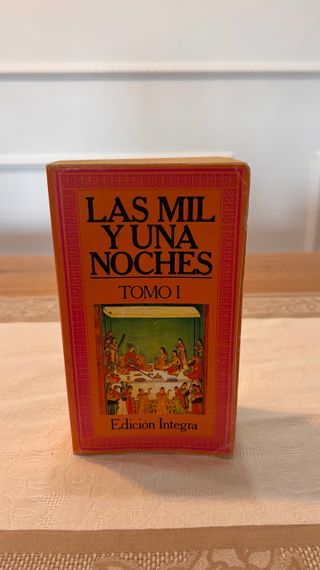 LAS MIL
Y UNA
NOCHES
TOMO I
Edición Integra